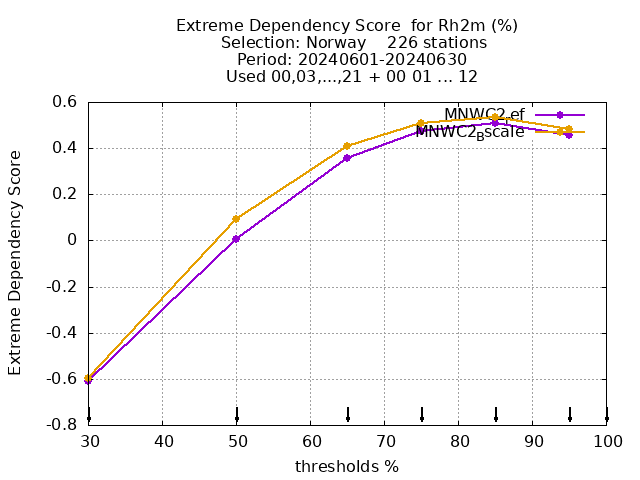 Extreme Dependency Score for Rh2m (%)
Selection: Norway 226 stations
Period: 20240601-20240630
Used 00,03,...,21 + 00 01 ... 12
MNWC2
MNWC2_Bscale
Extreme Dependency Score
0.6
0.4
0.2
0
-0.2
-0.4
-0.6
-0.8
30 40 50 60 70 80 90 100
thresholds %